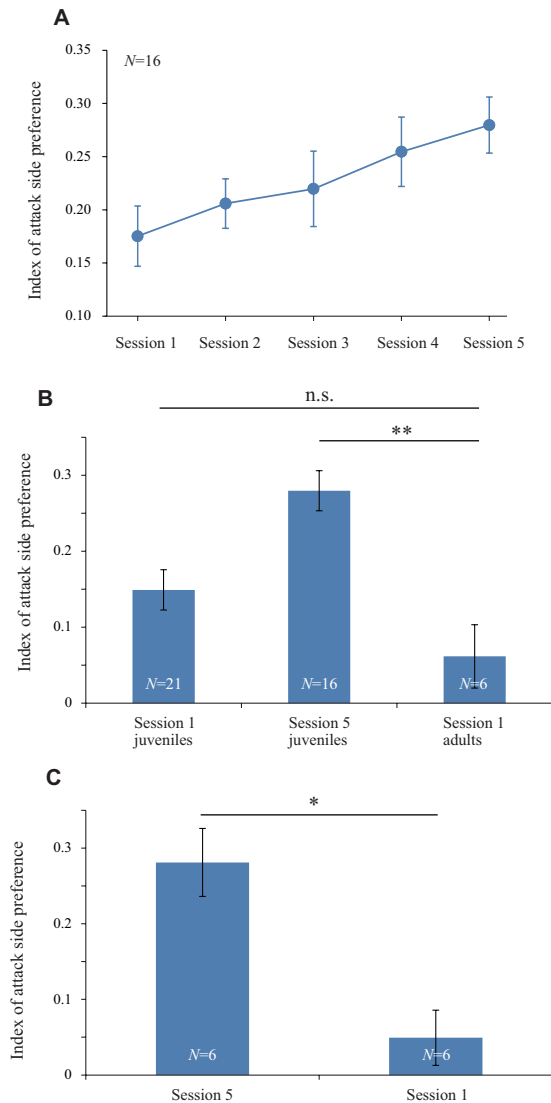 A
N=16
Index of attack side preference
0.35
0.30
0.25
0.20
0.15
0.10
Session 1 Session 2 Session 3 Session 4 Session 5
B
n.s.
**
Index of attack side preference
0.3
0.2
0.1
0
N=21 N=16 N=6
Session 1 Session 5 Session 1
juveniles juveniles adults
C
*
Index of attack side preference
0.3
0.2
0.1
0
N=6 N=6
Session 5 Session 1